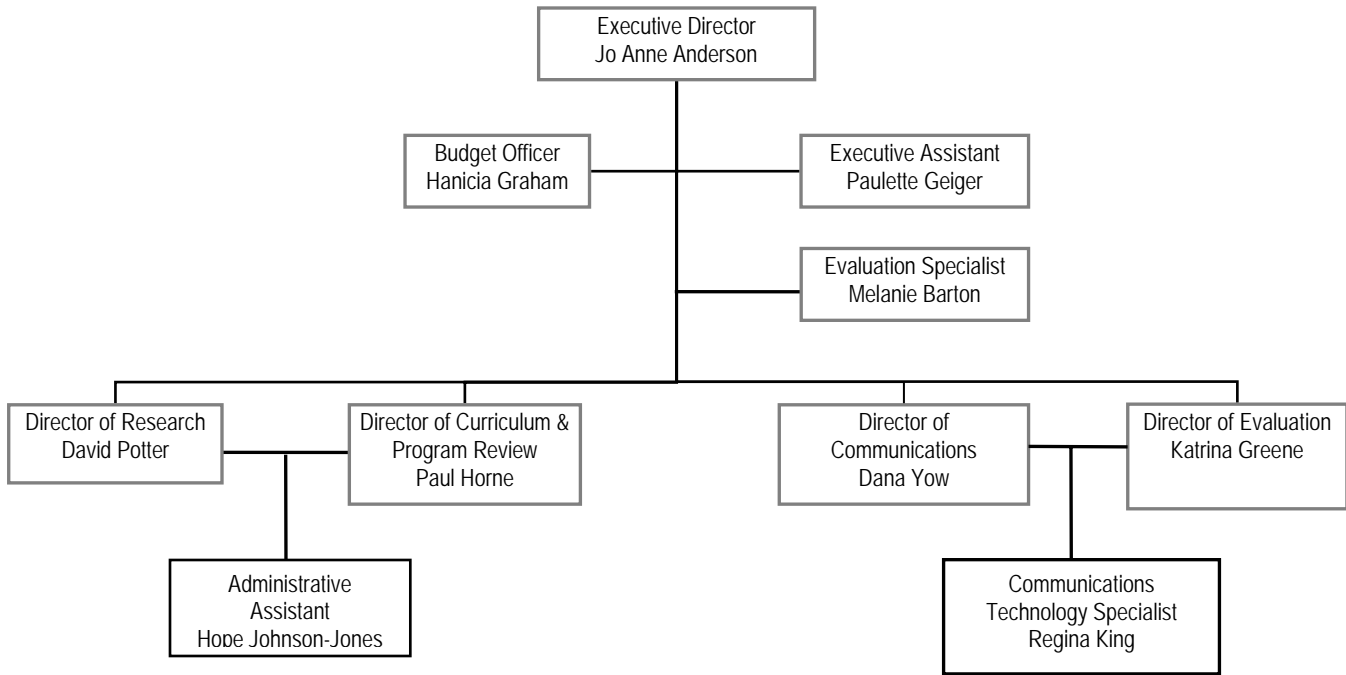 Executive Director
Jo Anne Anderson
Budget Officer
Hanicia Graham
Executive Assistant
Paulette Geiger
Evaluation Specialist
Melanie Barton
Director of Research
David Potter
Director of Curriculum &
Program Review
Paul Horne
Director of
Communications
Dana Yow
Director of Evaluation
Katrina Greene
Administrative
Assistant
Hope Johnson-Jones
Communications
Technology Specialist
Regina King